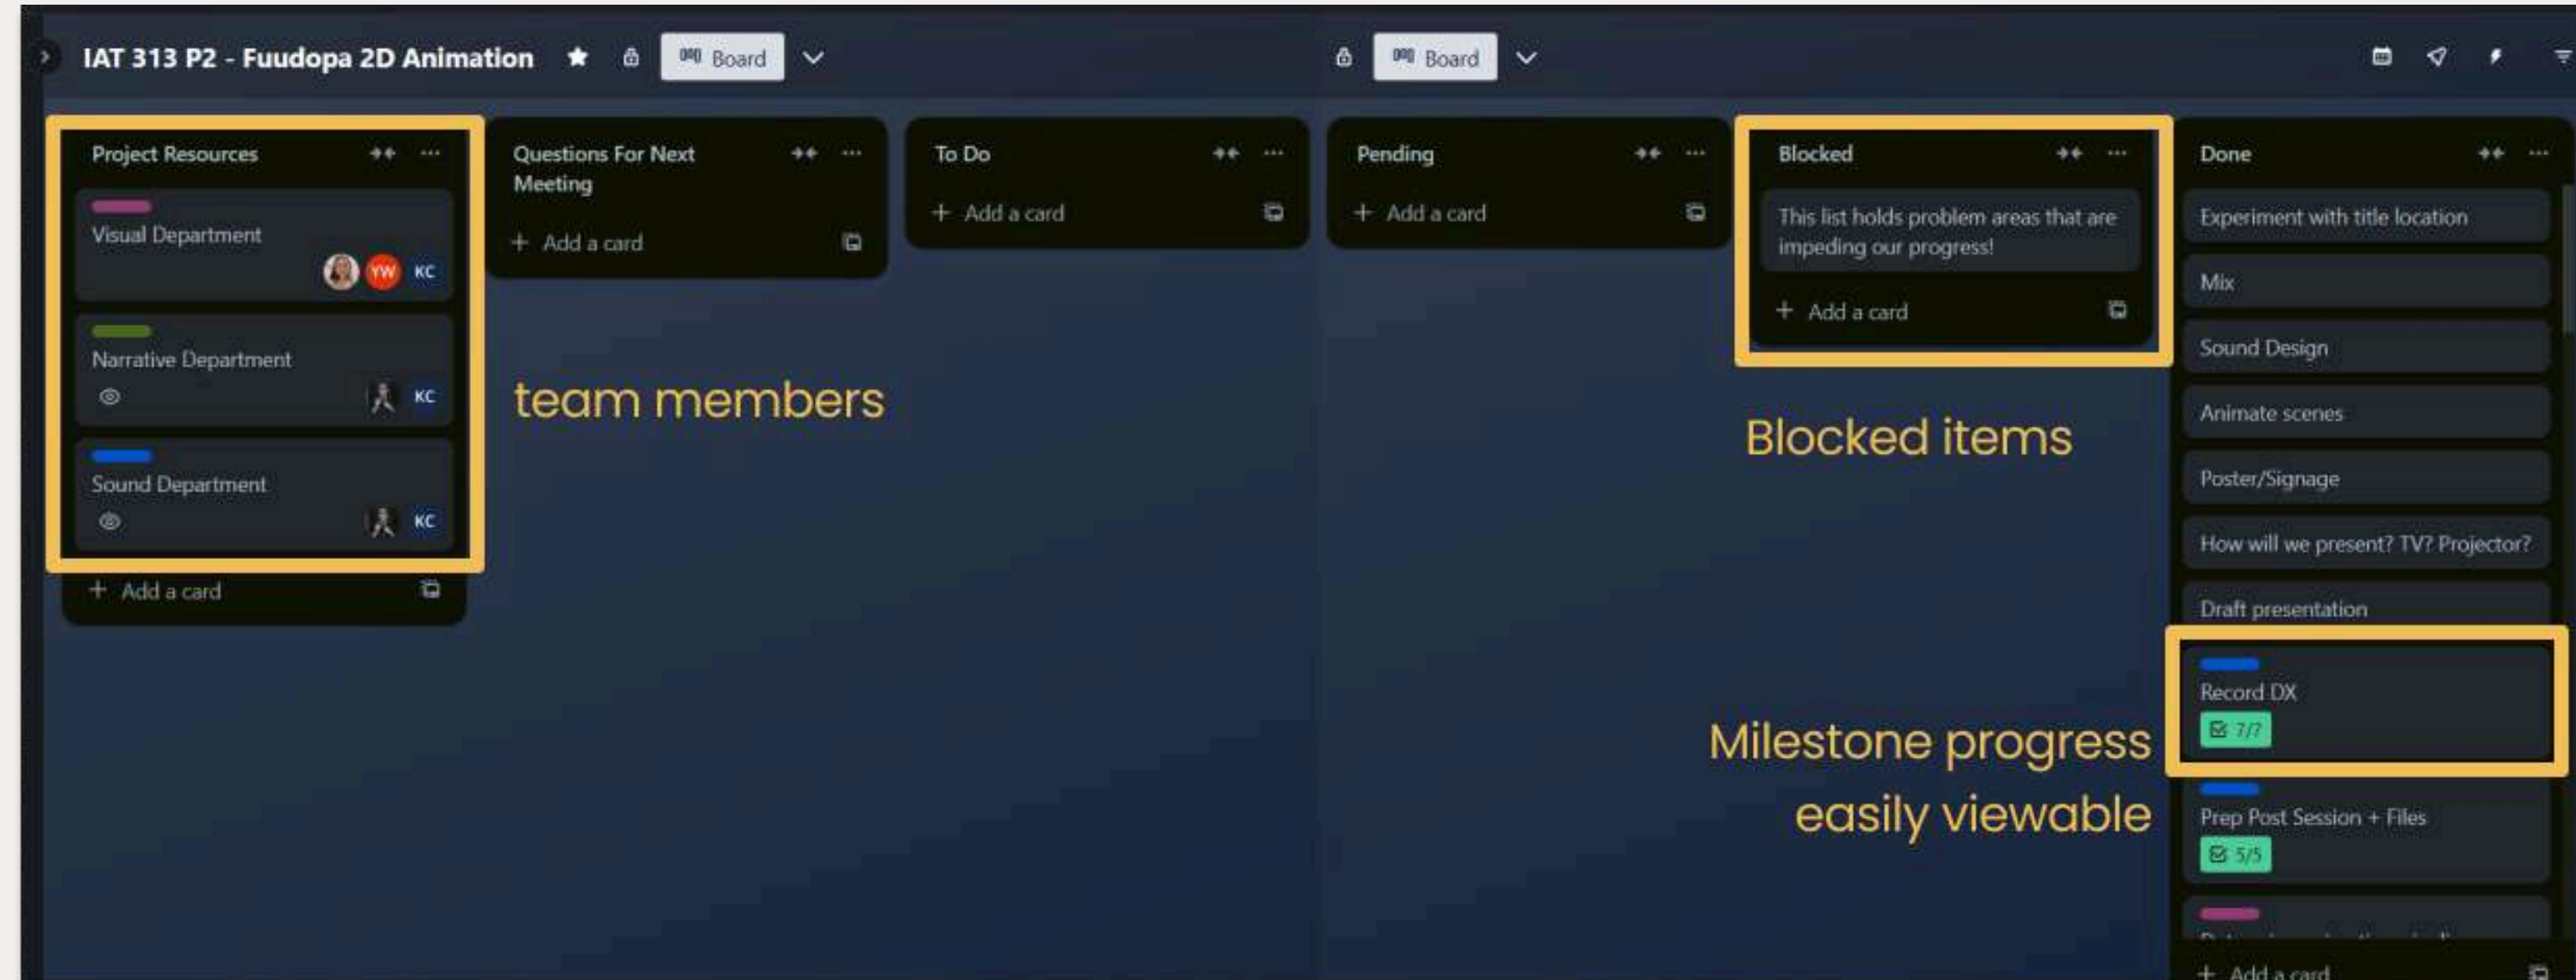 IAT 313 P2 - Fuudopa 2D Animation
Board
Board
Project Resources
Visual Department
YW KC
Narrative Department
KC
Sound Department
KC
+ Add a card
Questions For Next
Meeting
+ Add a card
To Do
+ Add a card
team members
Pending
+ Add a card
Blocked
This list holds problem areas that are
impeding our progress!
+ Add a card
Blocked items
Milestone progress
easily viewable
Done
Experiment with title location
Mix
Sound Design
Animate scenes
Poster/Signage
How will we present? TV? Projector?
Draft presentation
Record DX
7/7
Prep Post Session + Files
5/5
+ Add a card